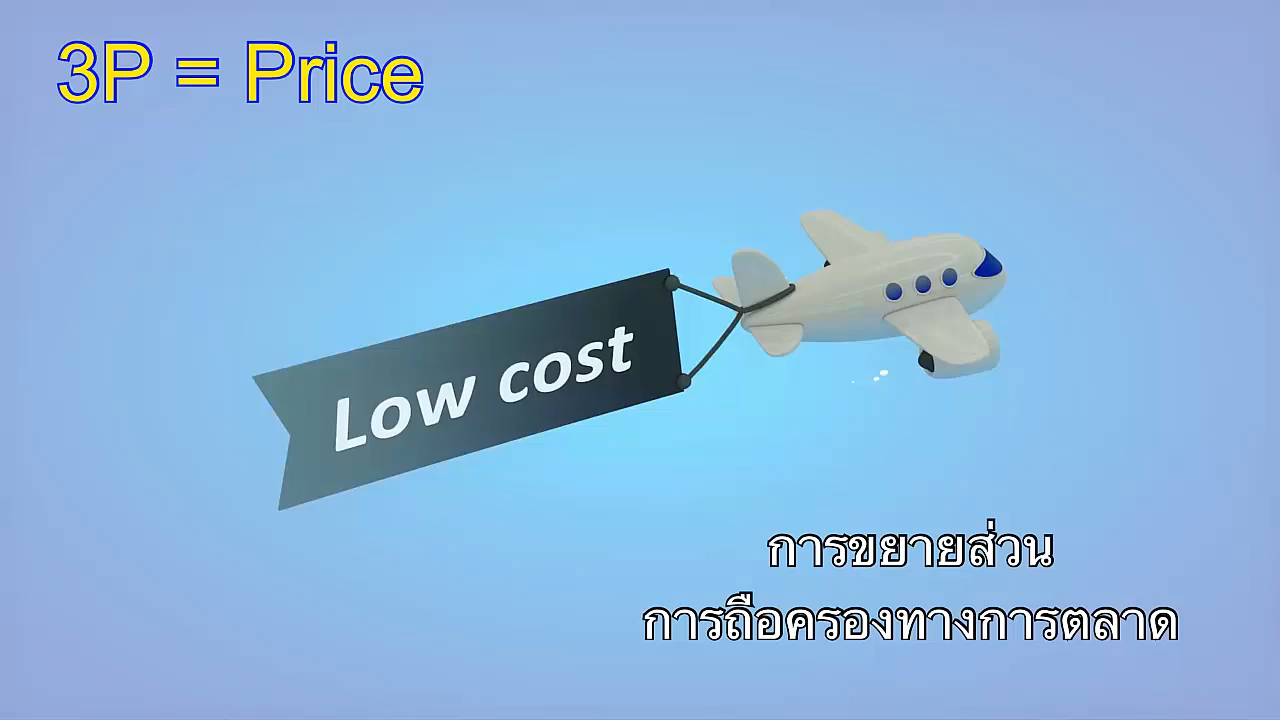 3P = Price
Low cost
การขยายส่วน
การถือครองทางการตลาด